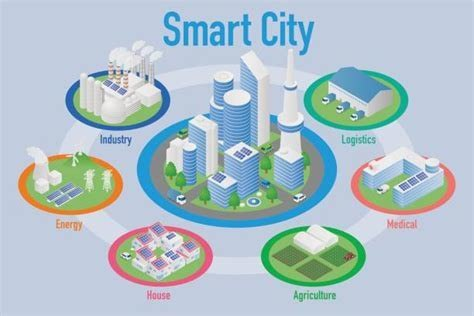 Smart City
Industry
Logistics
Energy
Medical
House
Agriculture